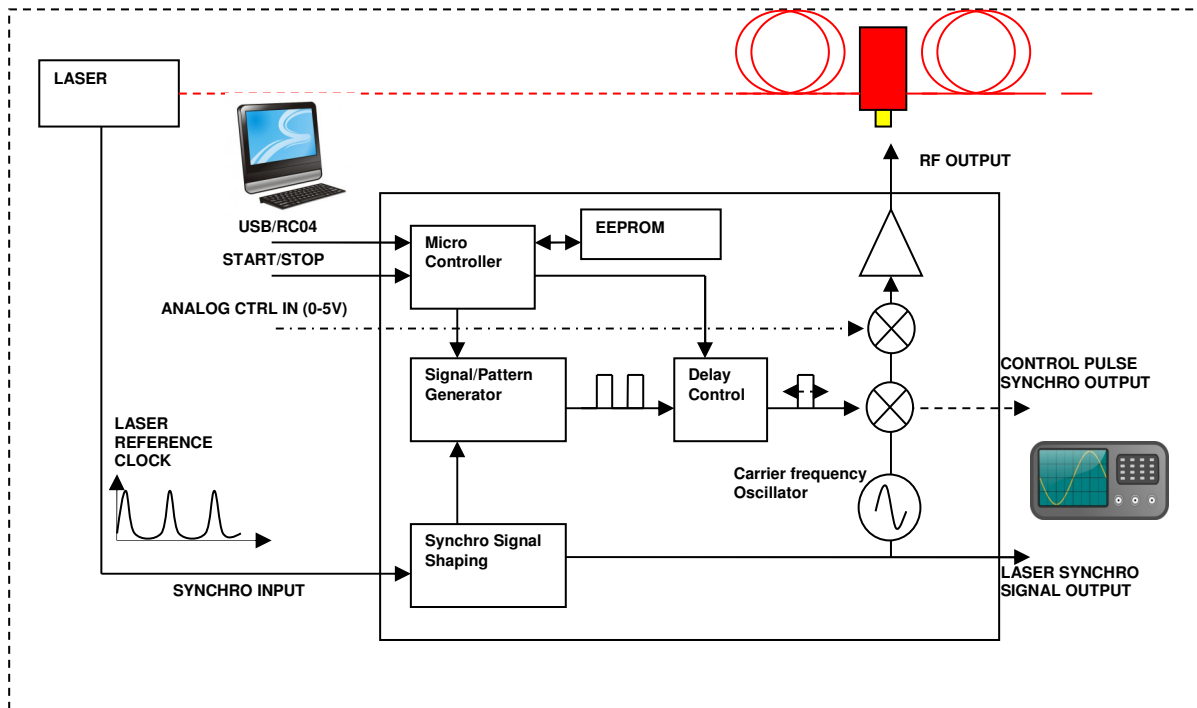 LASER
RF OUTPUT
USB/RC04
START/STOP
ANALOG CTRL IN (0-5V)
Micro
Controller
EEPROM
Signal/Pattern
Generator
Delay
Control
CONTROL PULSE
SYNCHRO OUTPUT
LASER
REFERENCE
CLOCK
Carrier frequency
Oscillator
Synchro Signal
Shaping
SYNCHRO INPUT
LASER SYNCHRO
SIGNAL OUTPUT